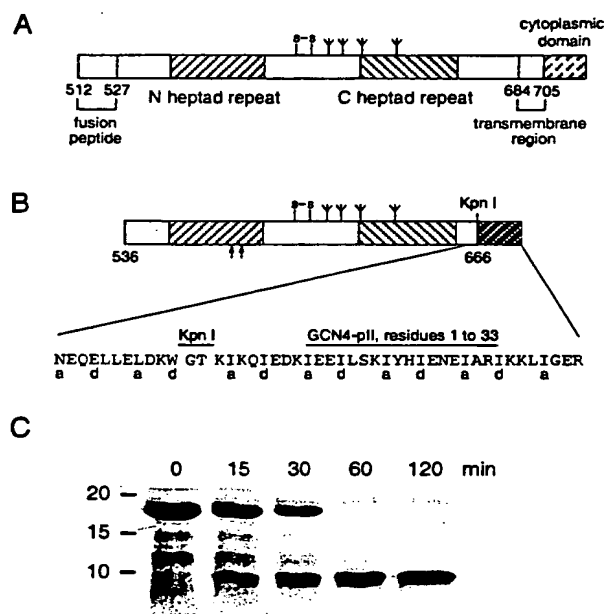 A
cytoplasmic
domain
s-s
512 527
N heptad repeat
C heptad repeat
684 705
fusion
peptide
transmembrane
region
B
s-s
Kpn I
536
666
Kpn I
GCN4-pII, residues 1 to 33
NEQELLELDKW GT KIKQIEDKIEEILSKIYHIENEIARIKKLIGER
a d a d a d a d a d a d a
C
0 15 30 60 120 min
20
15
10